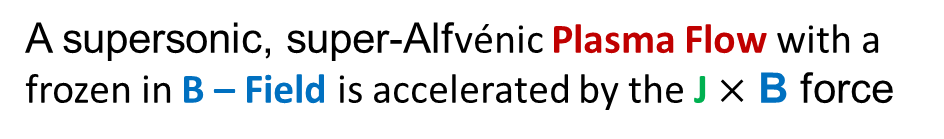 A supersonic, super-Alfvénic Plasma Flow with a
frozen in B – Field is accelerated by the J × B force